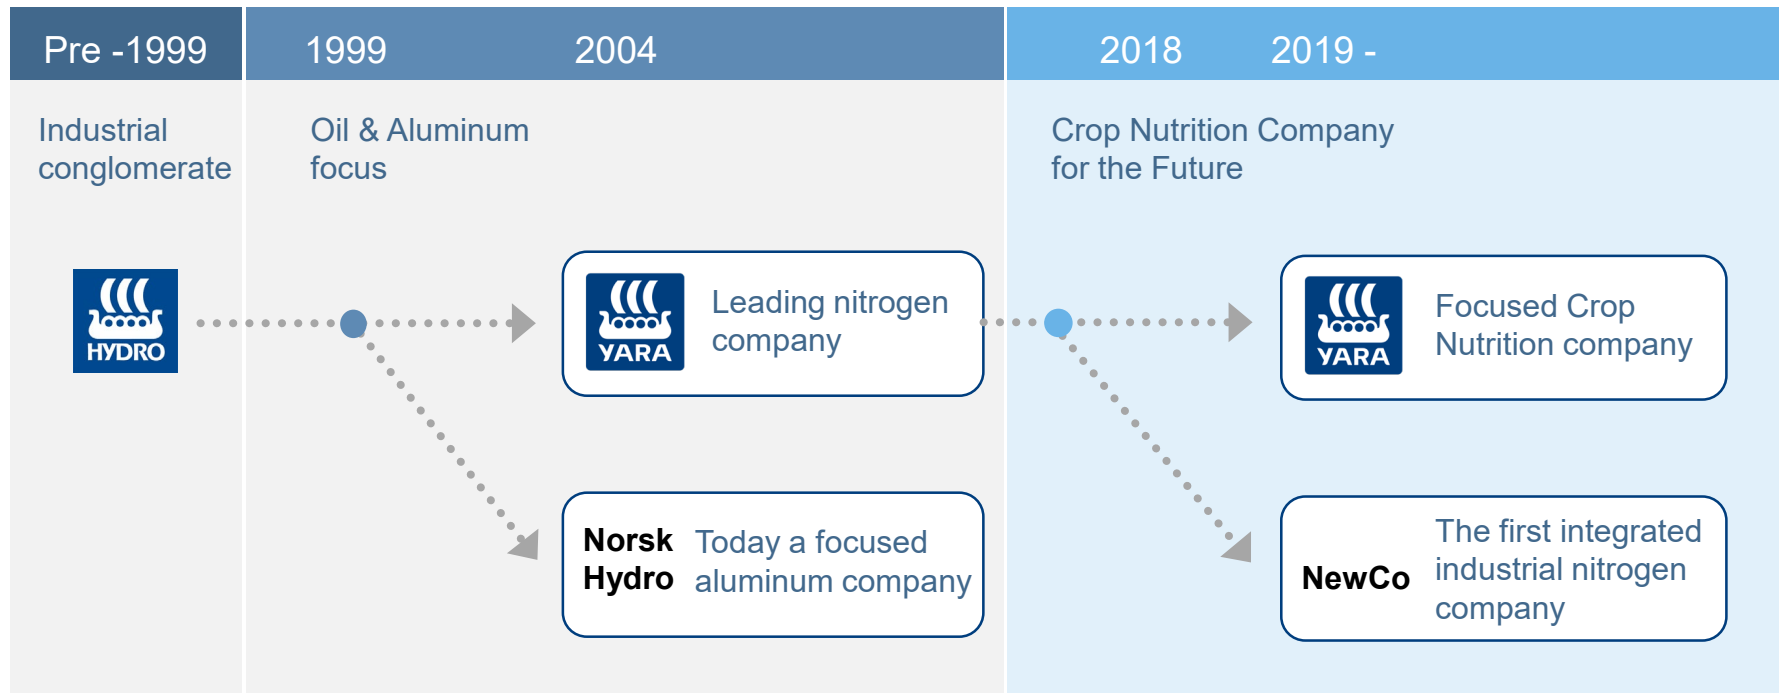 Pre -1999
1999
2004
2018
2019 -
Industrial
conglomerate
Oil & Aluminum
focus
Crop Nutrition Company
for the Future
HYDRO
YARA
Leading nitrogen
company
YARA
Focused Crop
Nutrition company
Norsk
Hydro
Today a focused
aluminum company
NewCo
The first integrated
industrial nitrogen
company